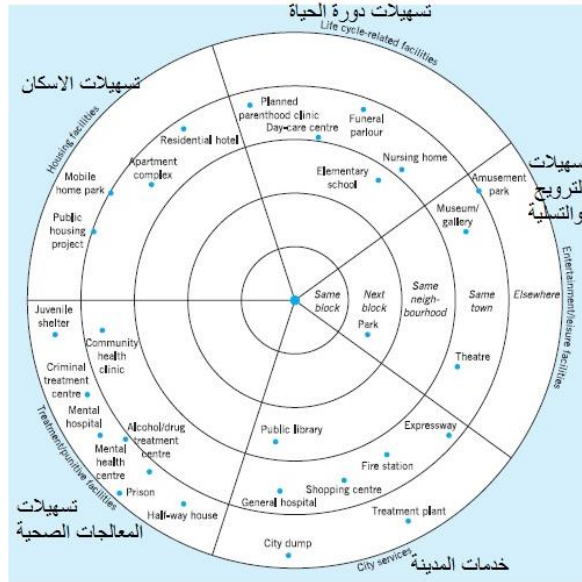 تسهيلات دورة الحياة
Life cycle-related facilities
تسهيلات الاسكان
Housing facilities
Planned
parenthood clinic
Day-care centre
Funeral
parlour
Residential hotel
Nursing home
Elementary
school
Apartment
complex
Mobile
home park
Public
housing
project
تسهيلات
لترويج
والتسلية
Amusement
park
Museum/
gallery
Entertainment/leisure facilities
Same
block
Next
block
Same
neigh-
bourhood
Same
town
Elsewhere
Park
Theatre
Juvenile
shelter
Community
health
clinic
Criminal
treatment
centre
Mental
hospital
Alcohol/drug
treatment
centre
Mental
health
centre
Prison
Half-way house
Treatment/punitive facilities
تسهيلات
المعالجات الصحية
Public library
Expressway
Fire station
Shopping centre
General hospital
Treatment plant
City dump
City services
خدمات المدينة